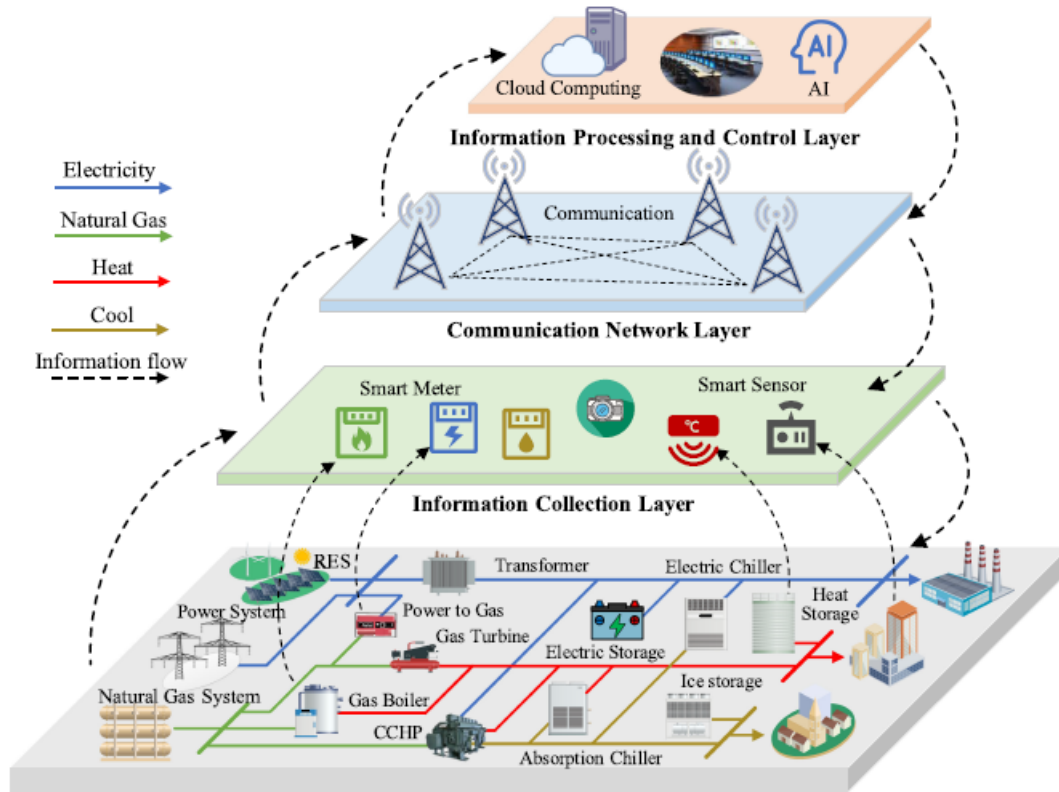 Cloud Computing
AI
AI
Information Processing and Control Layer
Electricity
Natural Gas
Heat
Cool
Information flow
Communication
Communication Network Layer
Smart Meter
Smart Sensor
°C
Information Collection Layer
RES
Transformer
Electric Chiller
Power System
Power to Gas
Heat
Storage
Gas Turbine
Electric Storage
Natural Gas System
Gas Boiler
Ice storage
CCHP
Absorption Chiller